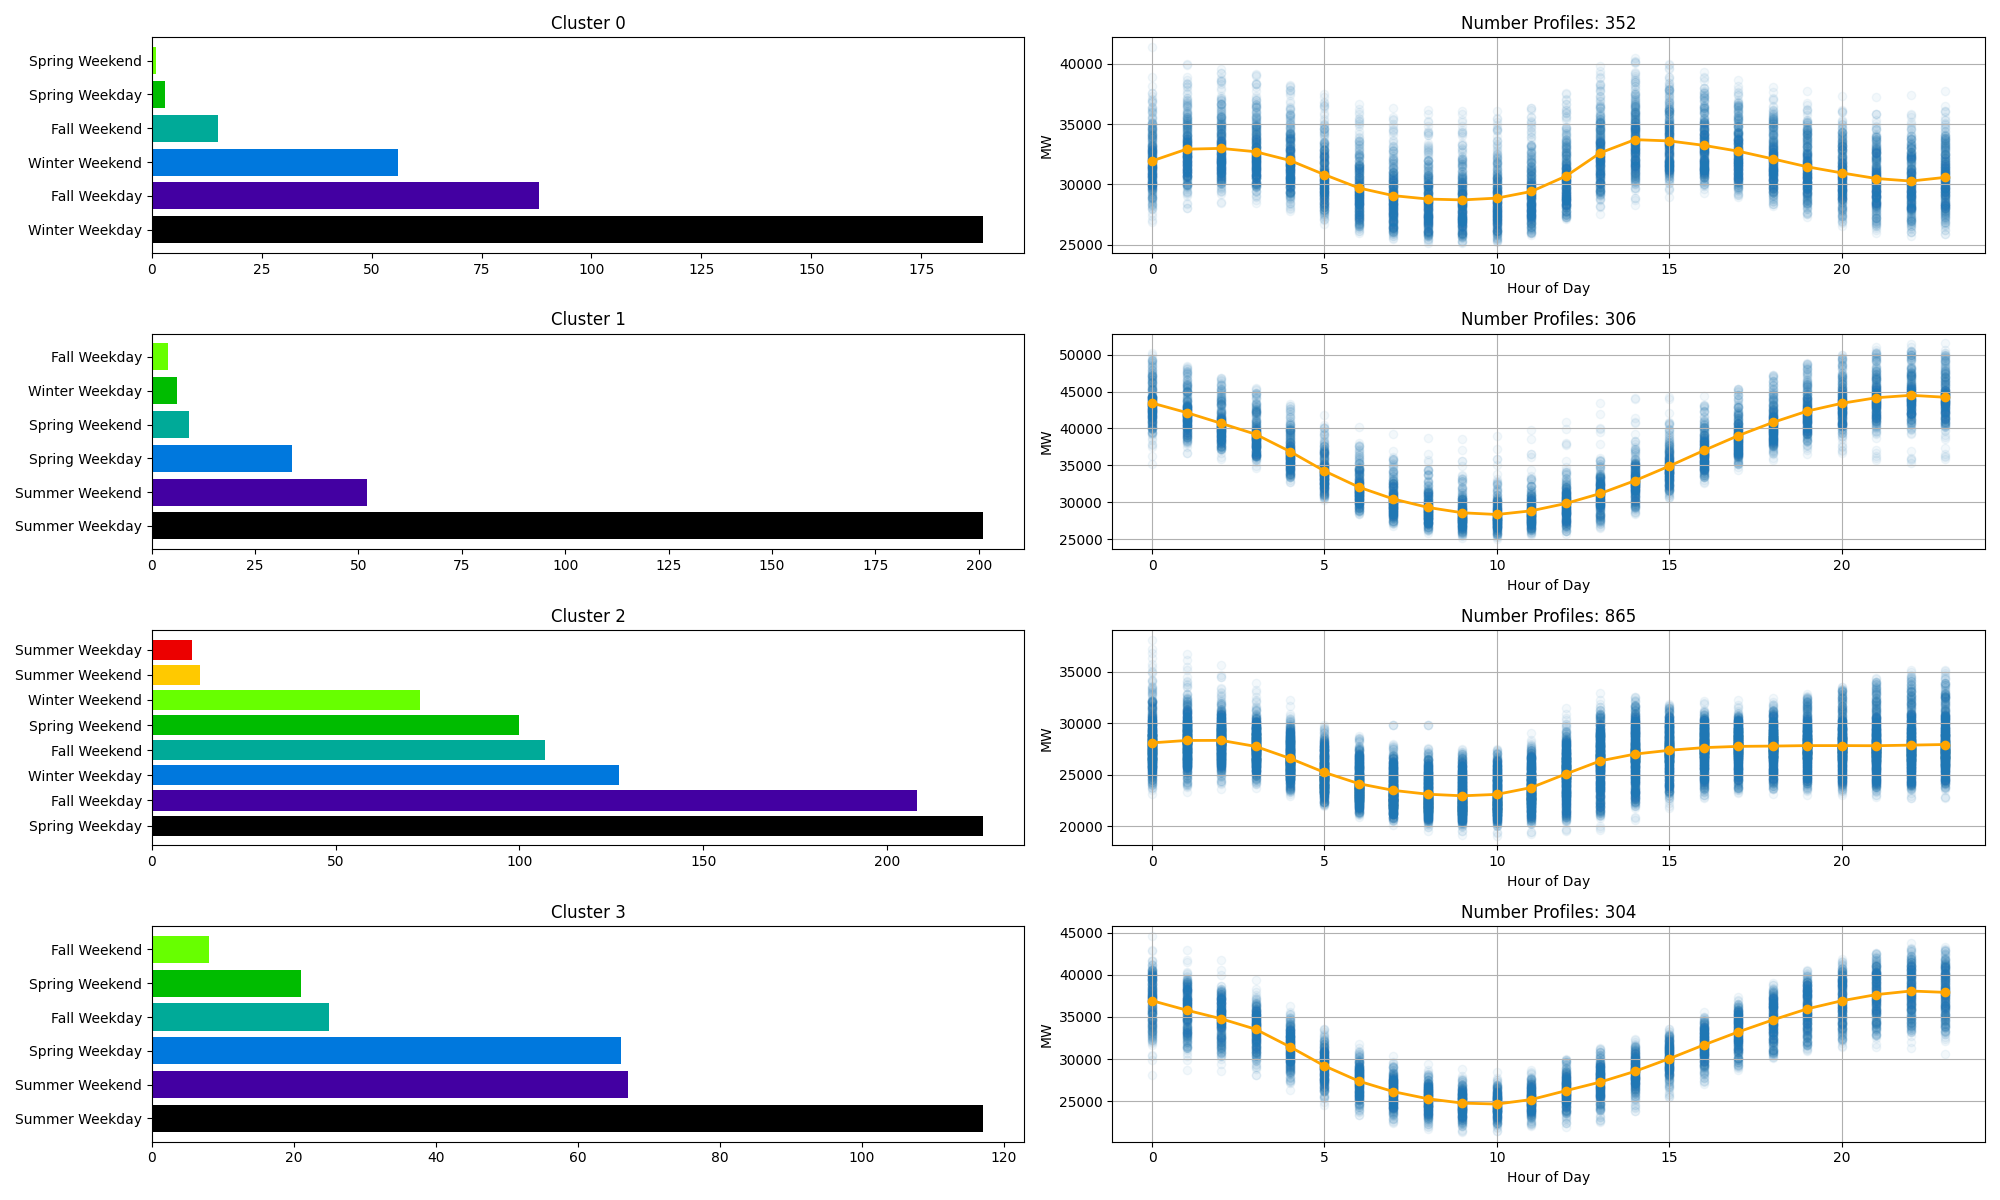 Cluster 0
Spring Weekend
Spring Weekday
Fall Weekend
Winter Weekend
Fall Weekday
Winter Weekday
0 25 50 75 100 125 150 175
Number Profiles: 352
MW
40000
35000
30000
25000
0 5 10 15 20
Hour of Day
Cluster 1
Fall Weekday
Winter Weekday
Spring Weekend
Spring Weekday
Summer Weekend
Summer Weekday
0 25 50 75 100 125 150 175 200
Number Profiles: 306
MW
50000
45000
40000
35000
30000
25000
0 5 10 15 20
Hour of Day
Cluster 2
Summer Weekday
Summer Weekend
Winter Weekend
Spring Weekend
Fall Weekend
Winter Weekday
Fall Weekday
Spring Weekday
0 50 100 150 200
Number Profiles: 865
MW
35000
30000
25000
20000
0 5 10 15 20
Hour of Day
Cluster 3
Fall Weekend
Spring Weekend
Fall Weekday
Spring Weekday
Summer Weekend
Summer Weekday
0 20 40 60 80 100 120
Number Profiles: 304
MW
45000
40000
35000
30000
25000
0 5 10 15 20
Hour of Day